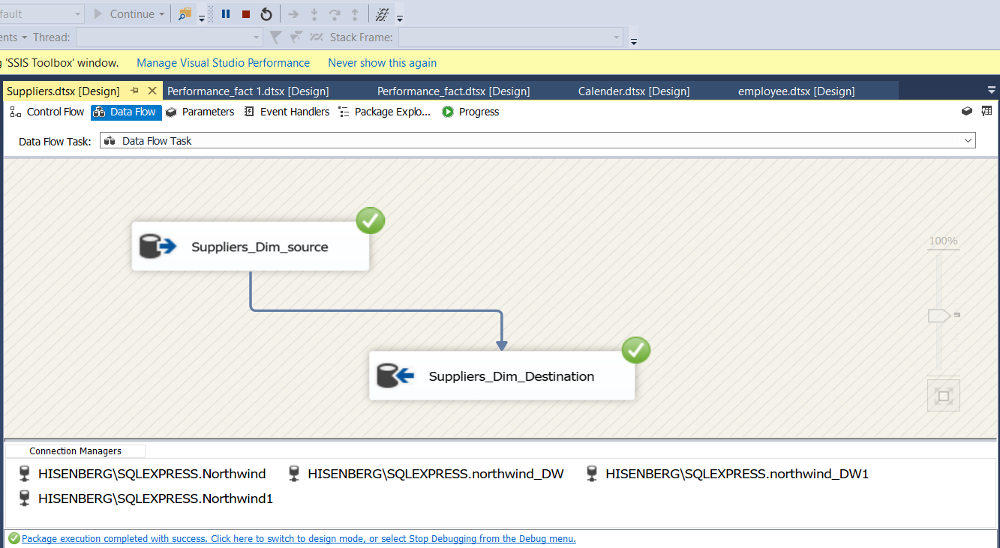 fault Continue
ents Thread: Stack Frame:
'SSIS Toolbox' window. Manage Visual Studio Performance Never show this again
Suppliers.dtsx [Design] Performance_fact 1.dtsx [Design] Performance_fact.dtsx [Design] Calender.dtsx [Design] employee.dtsx [Design]
Control Flow Data Flow Parameters Event Handlers Package Explo... Progress
Data Flow Task: Data Flow Task
Suppliers_Dim_source
100%
Suppliers_Dim_Destination
Connection Managers
HISENBERG\SQLEXPRESS.Northwind HISENBERG\SQLEXPRESS.northwind_DW HISENBERG\SQLEXPRESS.northwind_DW1
HISENBERG\SQLEXPRESS.Northwind1
Package execution completed with success. Click here to switch to design mode, or select Stop Debugging from the Debug menu.